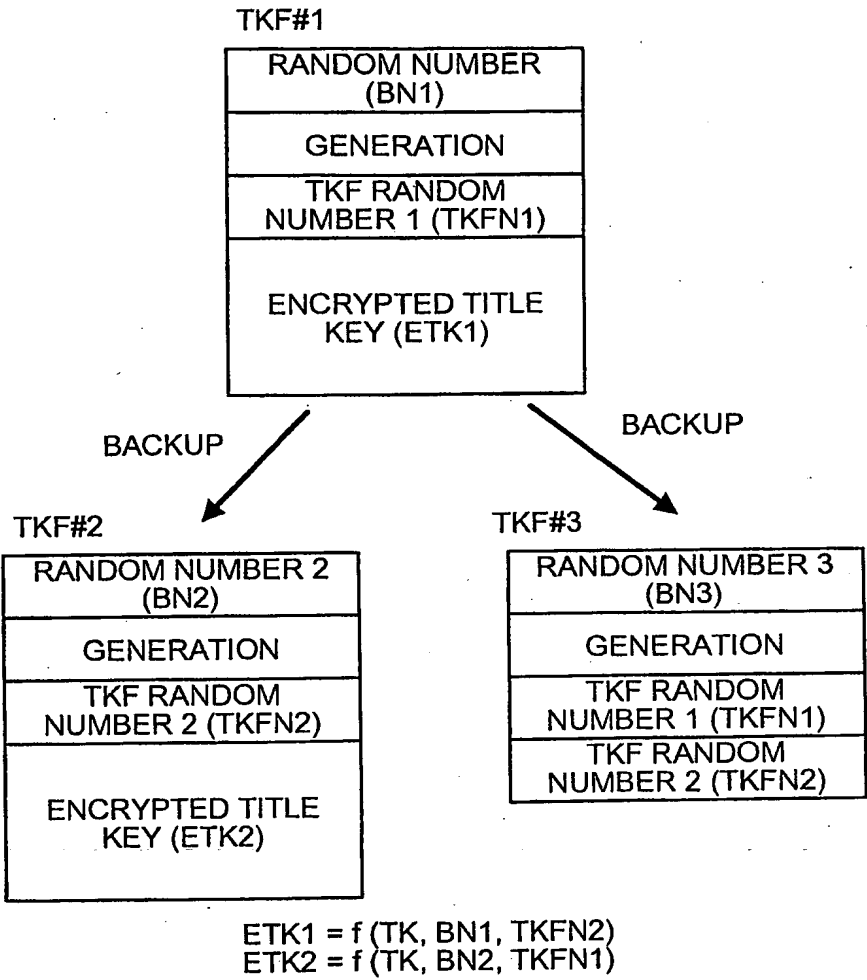 TKF#1
RANDOM NUMBER
(BN1)
GENERATION
TKF RANDOM
NUMBER 1 (TKFN1)
ENCRYPTED TITLE
KEY (ETK1)
BACKUP
BACKUP
TKF#2
RANDOM NUMBER 2
(BN2)
GENERATION
TKF RANDOM
NUMBER 2 (TKFN2)
ENCRYPTED TITLE
KEY (ETK2)
TKF#3
RANDOM NUMBER 3
(BN3)
GENERATION
TKF RANDOM
NUMBER 1 (TKFN1)
TKF RANDOM
NUMBER 2 (TKFN2)
ETK1 = f (TK, BN1, TKFN2)
ETK2 = f (TK, BN2, TKFN1)